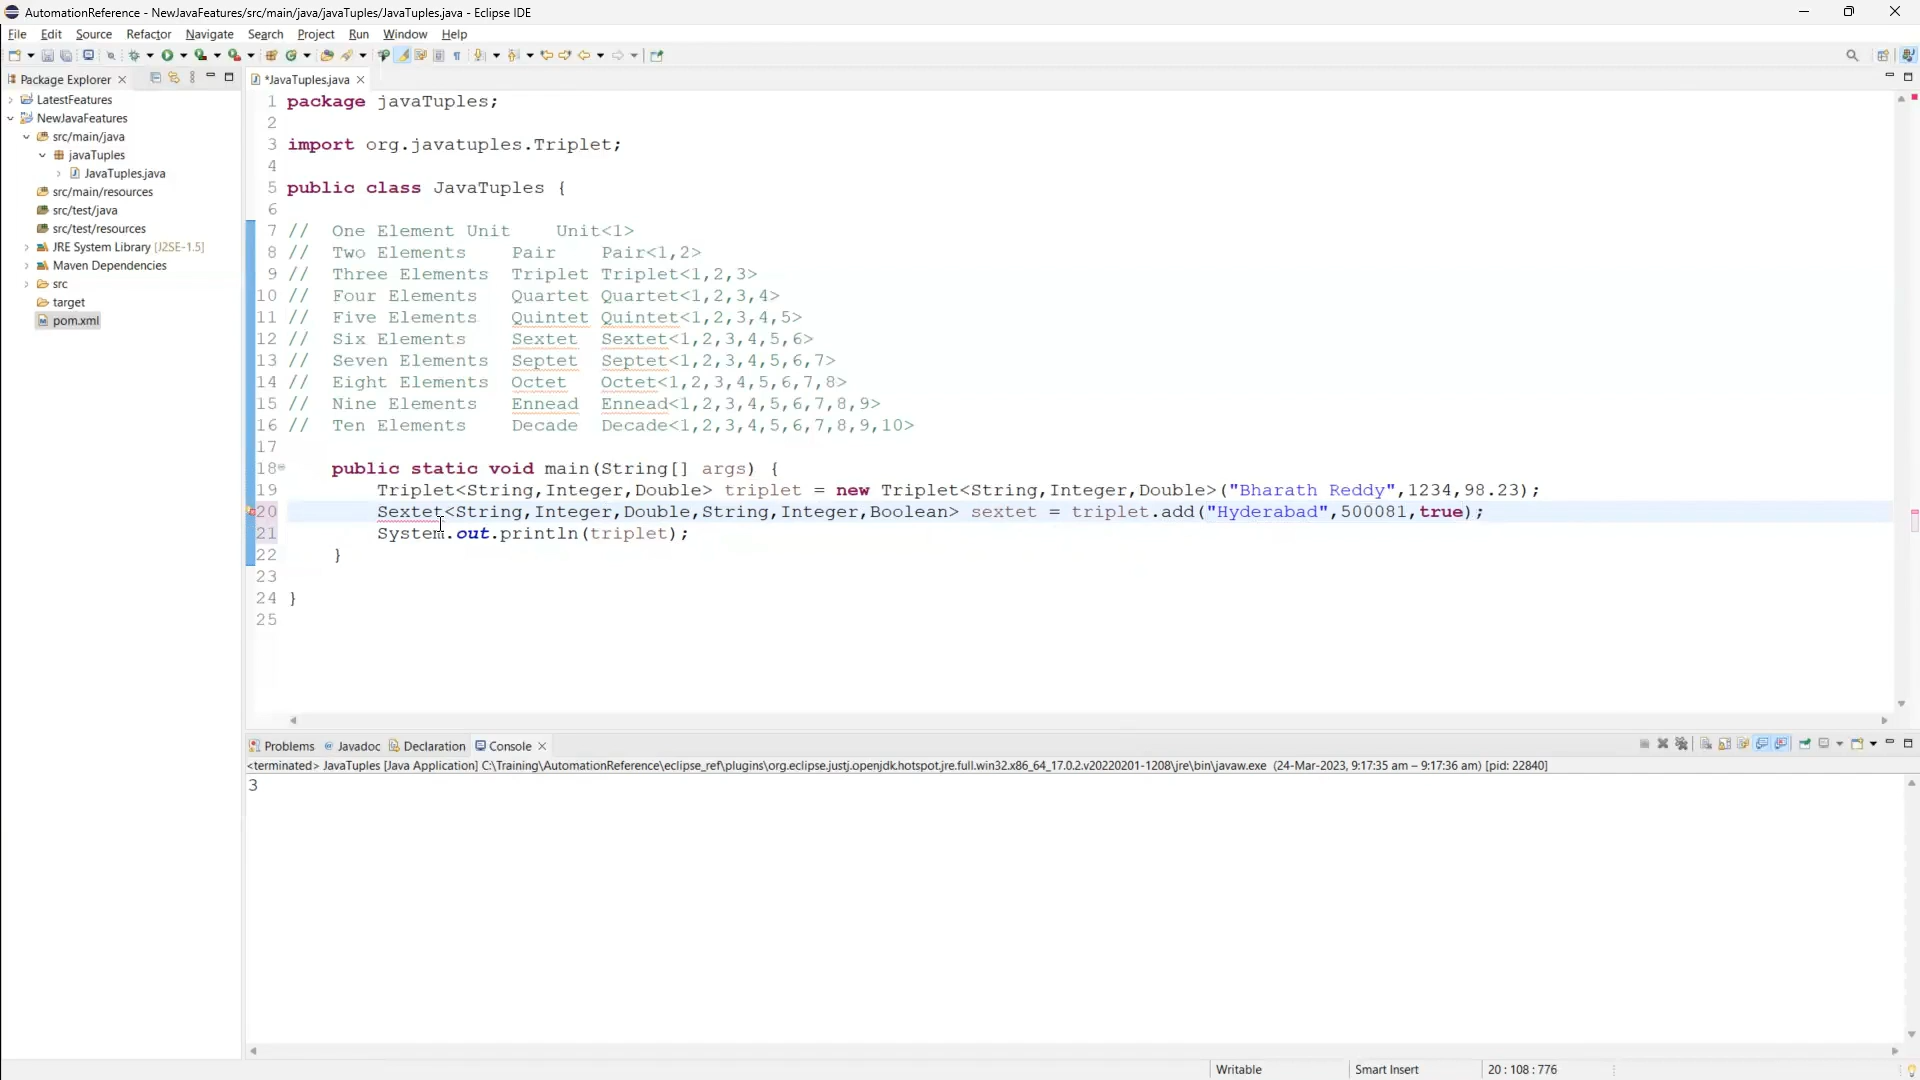 AutomationReference - NewJavaFeatures/src/main/java/javaTuples/JavaTuples.java - Eclipse IDE
File Edit Source Refactor Navigate Search Project Run Window Help
Package Explorer
*JavaTuples.java
LatestFeatures
NewJavaFeatures
src/main/java
javaTuples
JavaTuples.java
src/main/resources
src/test/java
src/test/resources
JRE System Library [J2SE-1.5]
Maven Dependencies
src
target
pom.xml
1 package javaTuples;
2
3 import org.javatuples.Triplet;
4
5 public class JavaTuples {
6
7 // One Element Unit Unit<1>
8 // Two Elements Pair Pair<1,2>
9 // Three Elements Triplet Triplet<1,2,3>
10 // Four Elements Quartet Quartet<1,2,3,4>
11 // Five Elements Quintet Quintet<1,2,3,4,5>
12 // Six Elements Sextet Sextet<1,2,3,4,5,6>
13 // Seven Elements Septet Septet<1,2,3,4,5,6,7>
14 // Eight Elements Octet Octet<1,2,3,4,5,6,7,8>
15 // Nine Elements Ennead Ennead<1,2,3,4,5,6,7,8,9>
16 // Ten Elements Decade Decade<1,2,3,4,5,6,7,8,9,10>
17
18 public static void main(String[] args) {
19 Triplet<String,Integer,Double> triplet = new Triplet<String,Integer,Double>("Bharath Reddy",1234,98.23);
20 Sextet<String,Integer,Double,String,Integer,Boolean> sextet = triplet.add("Hyderabad",500081,true);
21 System.out.println(triplet);
22 }
23
24 }
25
Problems Javadoc Declaration Console
<terminated> JavaTuples [Java Application] C:\Training\AutomationReference\eclipse_ref\plugins\org.eclipse.justj.openjdk.hotspot.jre.full.win32.x86_64_17.0.2.v20220201-1208\jre\bin\javaw.exe (24-Mar-2023, 9:17:35 am – 9:17:36 am) [pid: 22840]
3
Writable Smart Insert 20 : 108 : 776